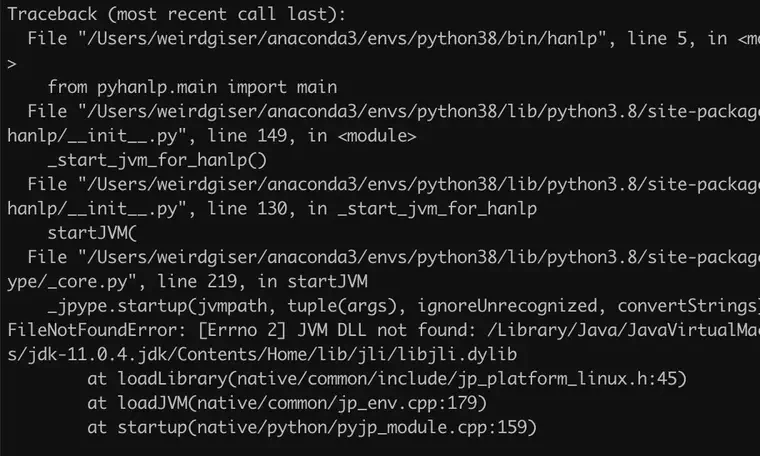 Traceback (most recent call last):
  File "/Users/weirdgiser/anaconda3/envs/python38/bin/hanlp", line 5, in <mo
>
    from pyhanlp.main import main
  File "/Users/weirdgiser/anaconda3/envs/python38/lib/python3.8/site-package
hanlp/__init__.py", line 149, in <module>
    _start_jvm_for_hanlp()
  File "/Users/weirdgiser/anaconda3/envs/python38/lib/python3.8/site-package
hanlp/__init__.py", line 130, in _start_jvm_for_hanlp
    startJVM(
  File "/Users/weirdgiser/anaconda3/envs/python38/lib/python3.8/site-package
ype/_core.py", line 219, in startJVM
    _jpype.startup(jvmpath, tuple(args), ignoreUnrecognized, convertStrings)
FileNotFoundError: [Errno 2] JVM DLL not found: /Library/Java/JavaVirtualMac
s/jdk-11.0.4.jdk/Contents/Home/lib/jli/libjli.dylib
        at loadLibrary(native/common/include/jp_platform_linux.h:45)
        at loadJVM(native/common/jp_env.cpp:179)
        at startup(native/python/pyjp_module.cpp:159)